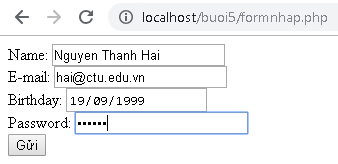 localhost/buoi5/formnhap.php
Name: Nguyen Thanh Hai
E-mail: hai@ctu.edu.vn
Birthday: 19/09/1999
Password: ••••••
Gửi